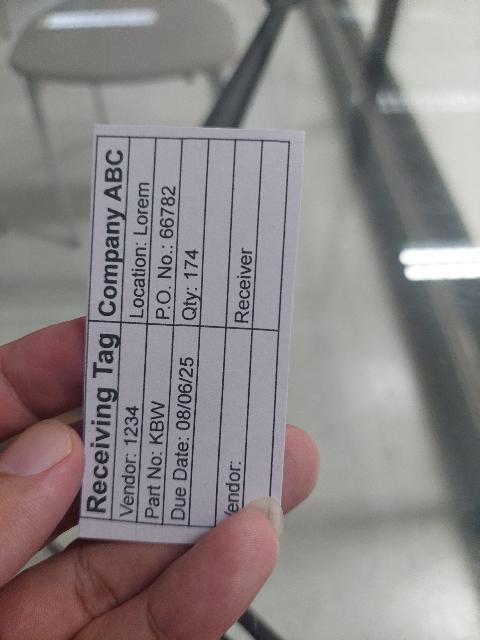 Receiving Tag Company ABC
Vendor: 1234 Location: Lorem
Part No: KBW P.O. No.: 66782
Due Date: 08/06/25 Qty: 174
endor: Receiver